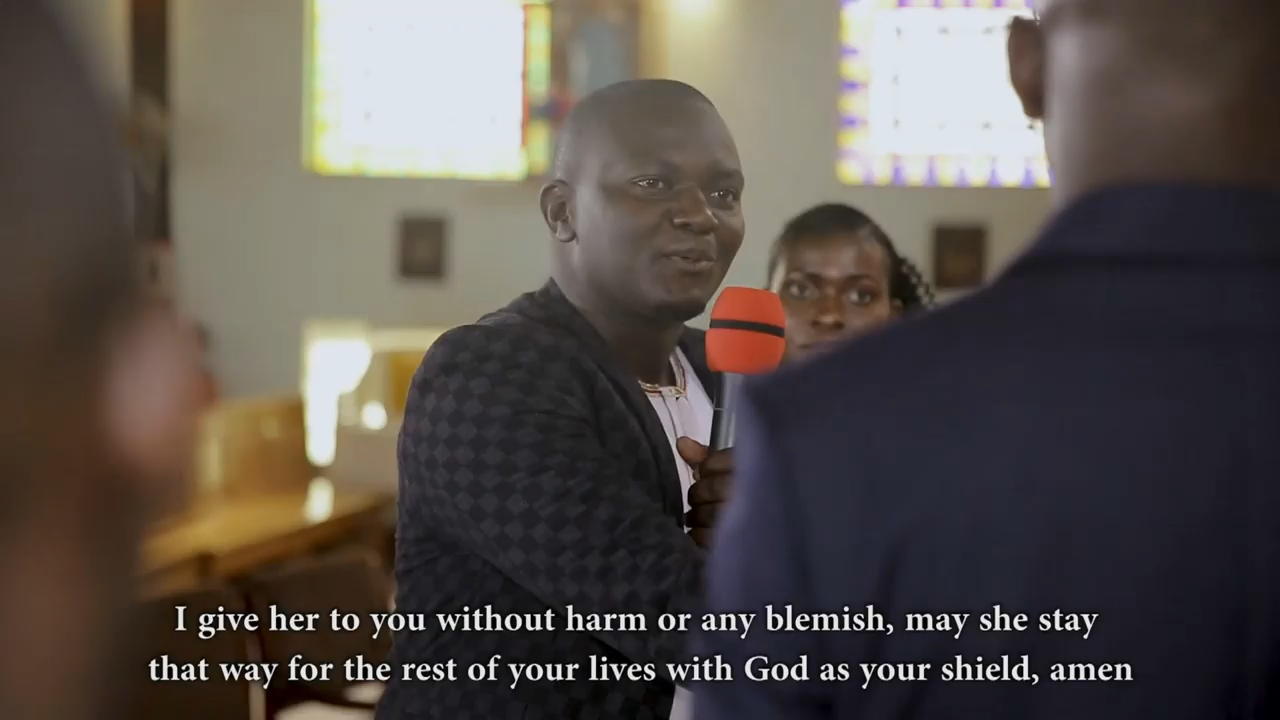 I give her to you without harm or any blemish, may she stay
that way for the rest of your lives with God as your shield, amen